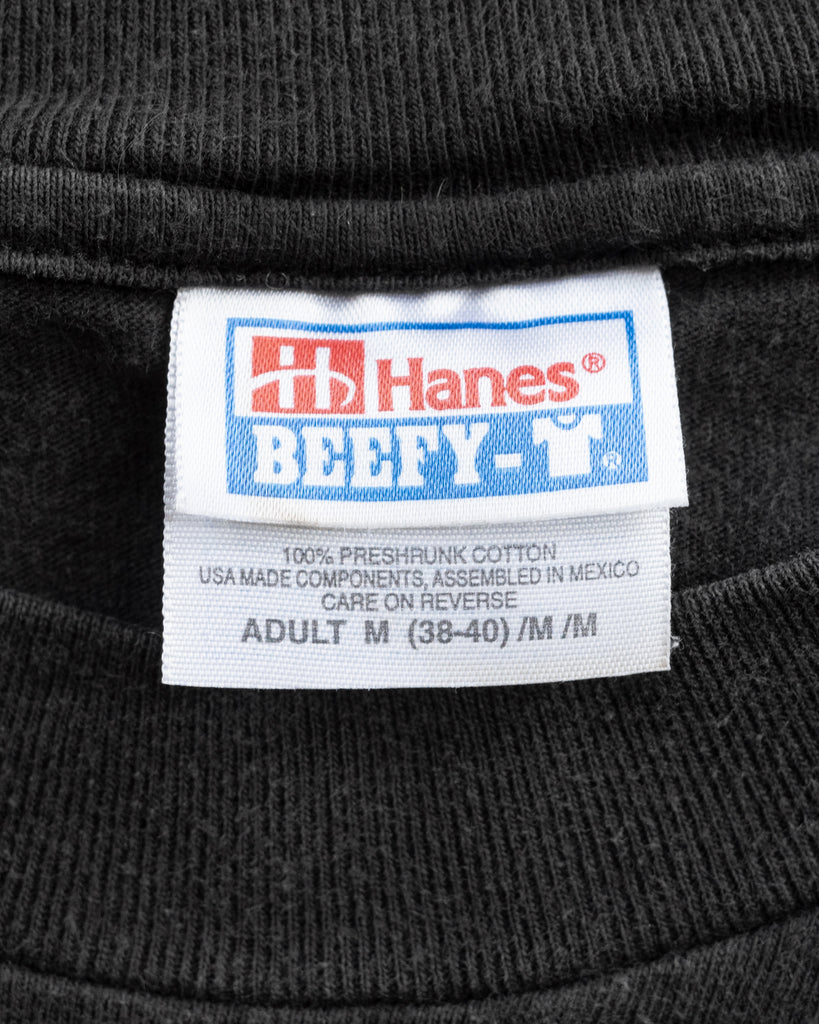 H Hanes®
BEEFY-T®
100% PRESHRUNK COTTON
USA MADE COMPONENTS, ASSEMBLED IN MEXICO
CARE ON REVERSE
ADULT M (38-40) /M /M